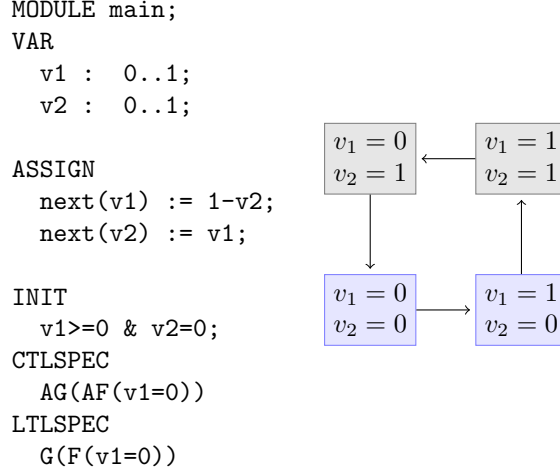 MODULE main;
VAR
v1 : 0..1;
v2 : 0..1;
ASSIGN
next(v1) := 1-v2;
next(v2) := v1;
INIT
v1>=0 & v2=0;
CTLSPEC
AG(AF(v1=0))
LTLSPEC
G(F(v1=0))
v₁ = 0
v₂ = 1
v₁ = 1
v₂ = 1
v₁ = 0
v₂ = 0
v₁ = 1
v₂ = 0